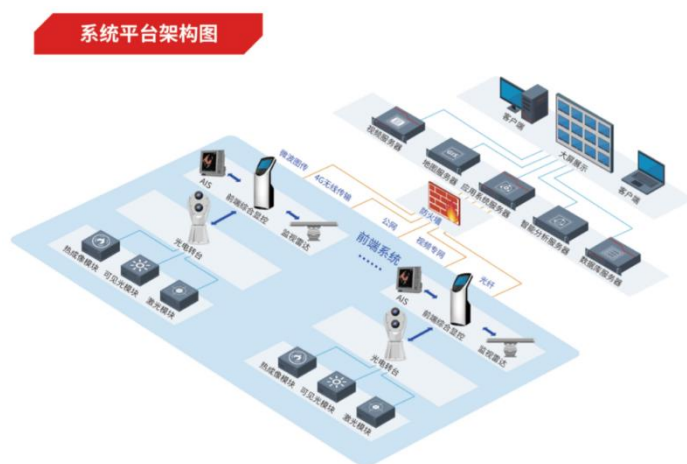 系统平台架构图
客户端
大屏展示
客户端
视频服务器
地图服务器
应用系统服务器
智能分析服务器
数据库服务器
防火墙
微波图传
4G无线传输
公网
视频专网
光纤
前端系统
……
AIS
前端综合显控
监视雷达
光电转台
热成像模块
可见光模块
激光模块
AIS
前端综合显控
监视雷达
光电转台
热成像模块
可见光模块
激光模块